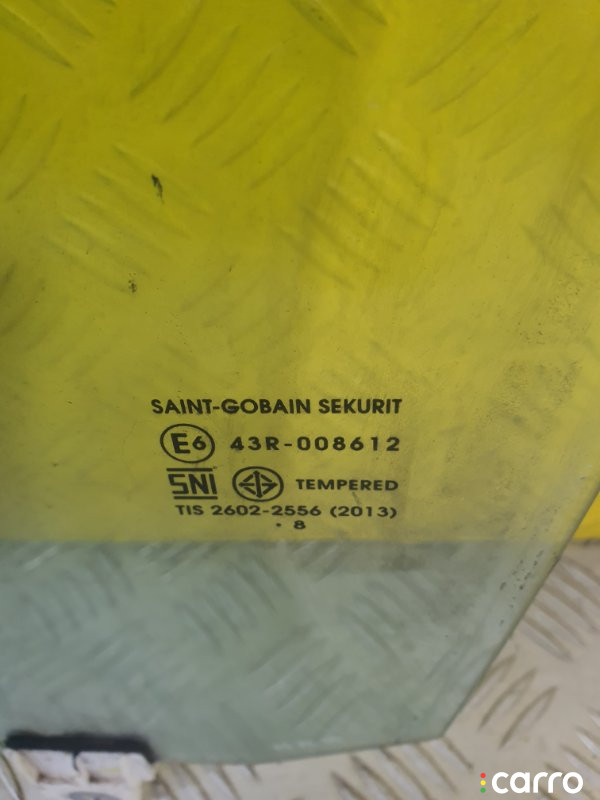 SAINT-GOBAIN SEKURIT
E6 43R-008612
SNI TEMPERED
TIS 2602-2556 (2013)
. 8
carro